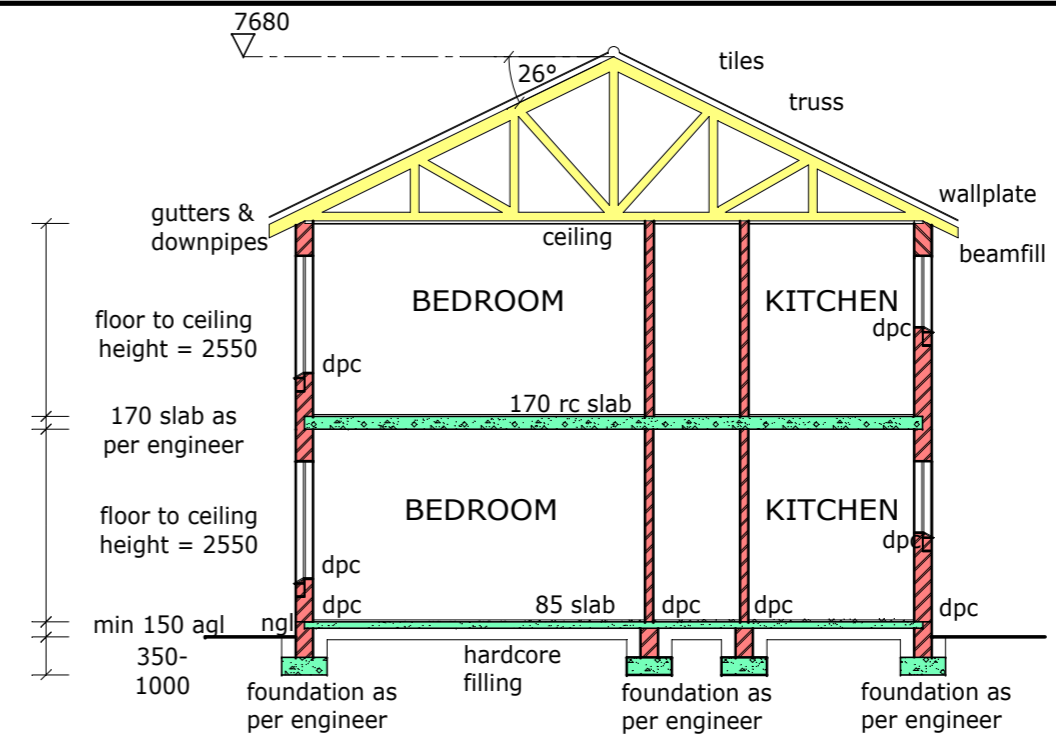 7680
26°
tiles
truss
wallplate
gutters &
downpipes
ceiling
beamfill
BEDROOM
KITCHEN
floor to ceiling
height = 2550
dpc
dpc
170 rc slab
170 slab as
per engineer
BEDROOM
KITCHEN
floor to ceiling
height = 2550
dpc
dpc
min 150 agl
ngl
dpc
85 slab
dpc
dpc
dpc
350-
1000
hardcore
filling
foundation as
per engineer
foundation as
per engineer
foundation as
per engineer